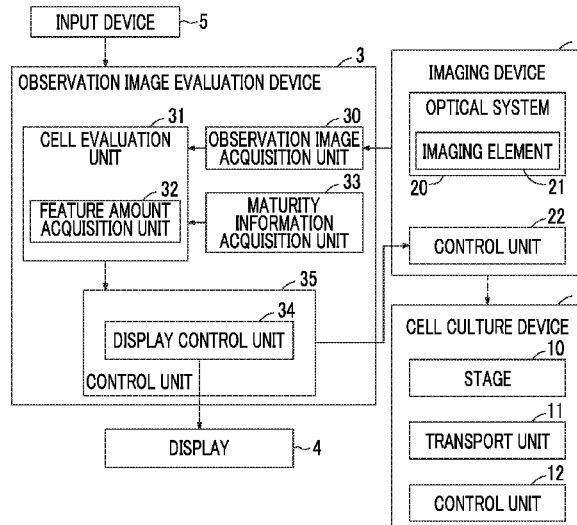 INPUT DEVICE
5
3
OBSERVATION IMAGE EVALUATION DEVICE
31
CELL EVALUATION
UNIT
30
OBSERVATION IMAGE
ACQUISITION UNIT
32
FEATURE AMOUNT
ACQUISITION UNIT
33
MATURITY
INFORMATION
ACQUISITION UNIT
35
34
DISPLAY CONTROL UNIT
CONTROL UNIT
DISPLAY
4
IMAGING DEVICE
OPTICAL SYSTEM
IMAGING ELEMENT
20
21
22
CONTROL UNIT
CELL CULTURE DEVICE
10
STAGE
11
TRANSPORT UNIT
12
CONTROL UNIT